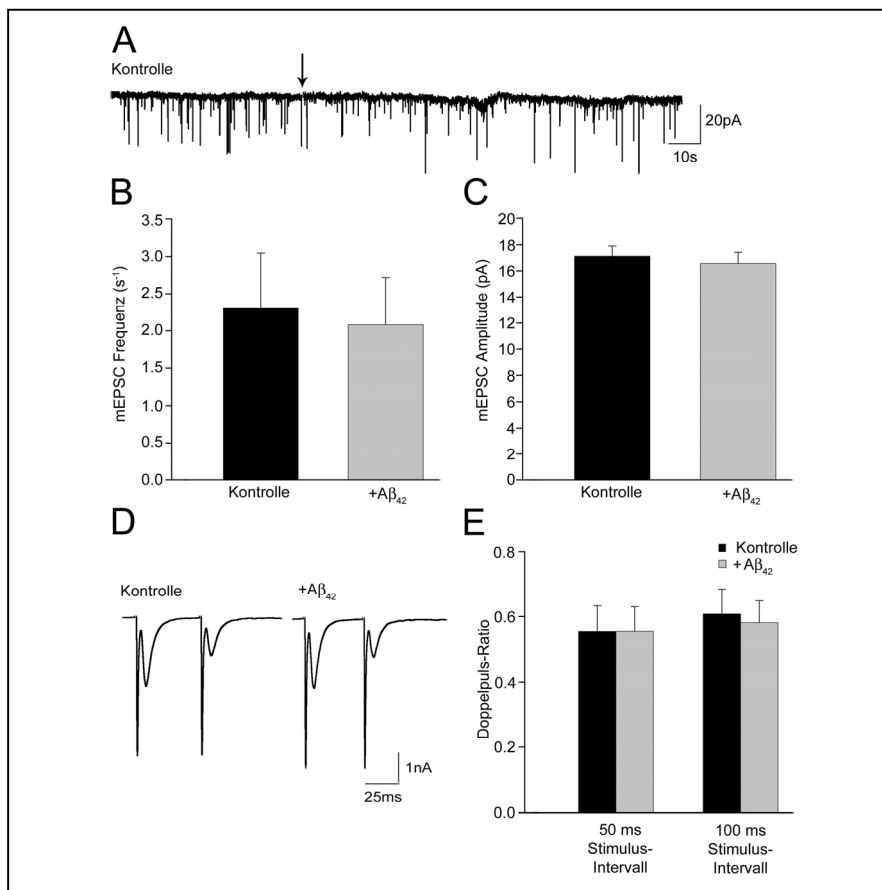 A
Kontrolle
20pA
10s
B
mEPSC Frequenz (s⁻¹)
3.5
3.0
2.5
2.0
1.5
1.0
0.5
0.0
Kontrolle
+Aβ₄₂
C
mEPSC Amplitude (pA)
20
18
16
14
12
10
8
6
4
2
0
Kontrolle
+Aβ₄₂
D
Kontrolle
+Aβ₄₂
1nA
25ms
E
Doppelpuls-Ratio
0.8
0.6
0.4
0.2
0.0
Kontrolle
+Aβ₄₂
50 ms
Stimulus-
Intervall
100 ms
Stimulus-
Intervall